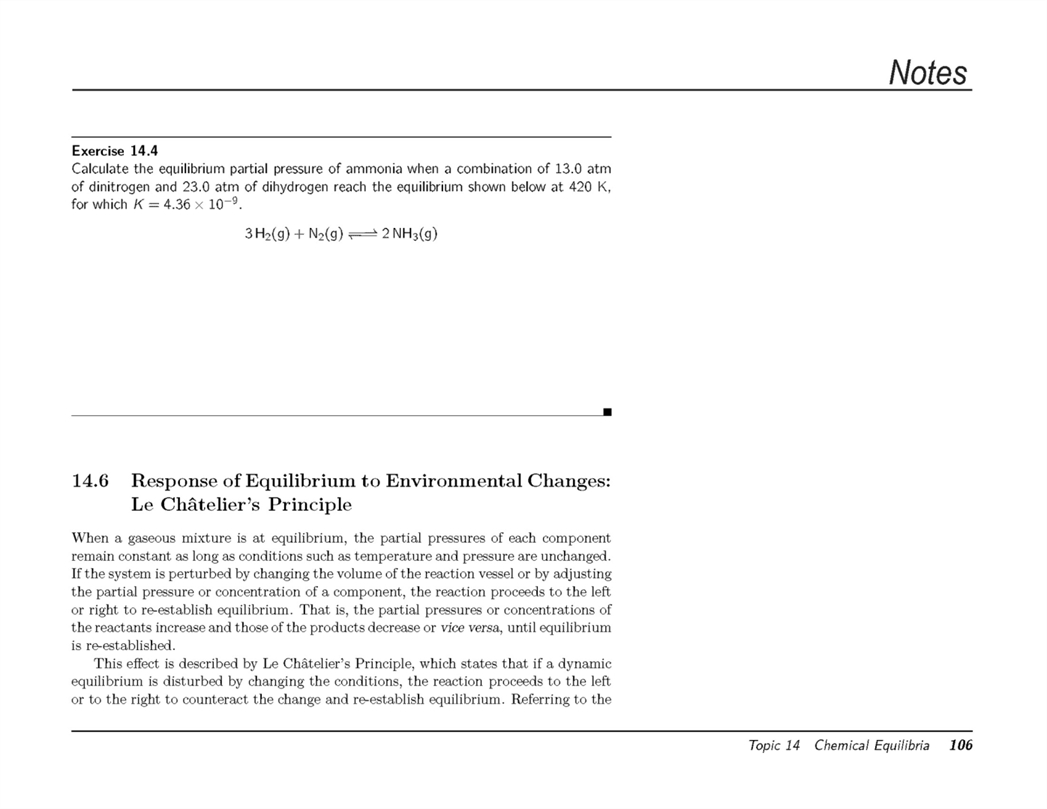 Notes
Exercise 14.4
Calculate the equilibrium partial pressure of ammonia when a combination of 13.0 atm
of dinitrogen and 23.0 atm of dihydrogen reach the equilibrium shown below at 420 K,
for which K = 4.36 × 10⁻⁹.
3 H₂(g) + N₂(g) ⇌ 2 NH₃(g)
14.6 Response of Equilibrium to Environmental Changes:
Le Châtelier's Principle
When a gaseous mixture is at equilibrium, the partial pressures of each component
remain constant as long as conditions such as temperature and pressure are unchanged.
If the system is perturbed by changing the volume of the reaction vessel or by adjusting
the partial pressure or concentration of a component, the reaction proceeds to the left
or right to re-establish equilibrium. That is, the partial pressures or concentrations of
the reactants increase and those of the products decrease or vice versa, until equilibrium
is re-established.
This effect is described by Le Châtelier's Principle, which states that if a dynamic
equilibrium is disturbed by changing the conditions, the reaction proceeds to the left
or to the right to counteract the change and re-establish equilibrium. Referring to the
Topic 14 Chemical Equilibria 106